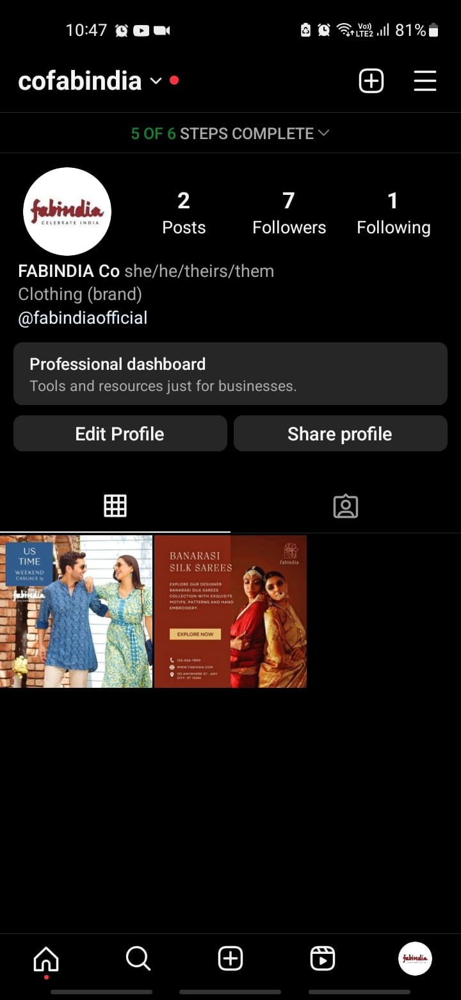 10:47
Vo))
LTE2
81%
cofabindia
5 OF 6 STEPS COMPLETE
fabindia
CELEBRATE INDIA
2
Posts
7
Followers
1
Following
FABINDIA Co she/he/theirs/them
Clothing (brand)
@fabindiaofficial
Professional dashboard
Tools and resources just for businesses.
Edit Profile
Share profile
US
TIME
WEEKEND
CASUALS by
fabindia
CELEBRATE INDIA
BANARASI
SILK SAREES
fabindia
EXPLORE OUR DESIGNER
BANARASI SILK SAREES
COLLECTION WITH EXQUISITE
MOTIFS, PATTERNS AND HAND
EMBROIDERY.
EXPLORE NOW
123-456-7890
WWW.FABINDIA.COM
123 ANYWHERE ST., ANY
CITY, ST 12345
fabindia